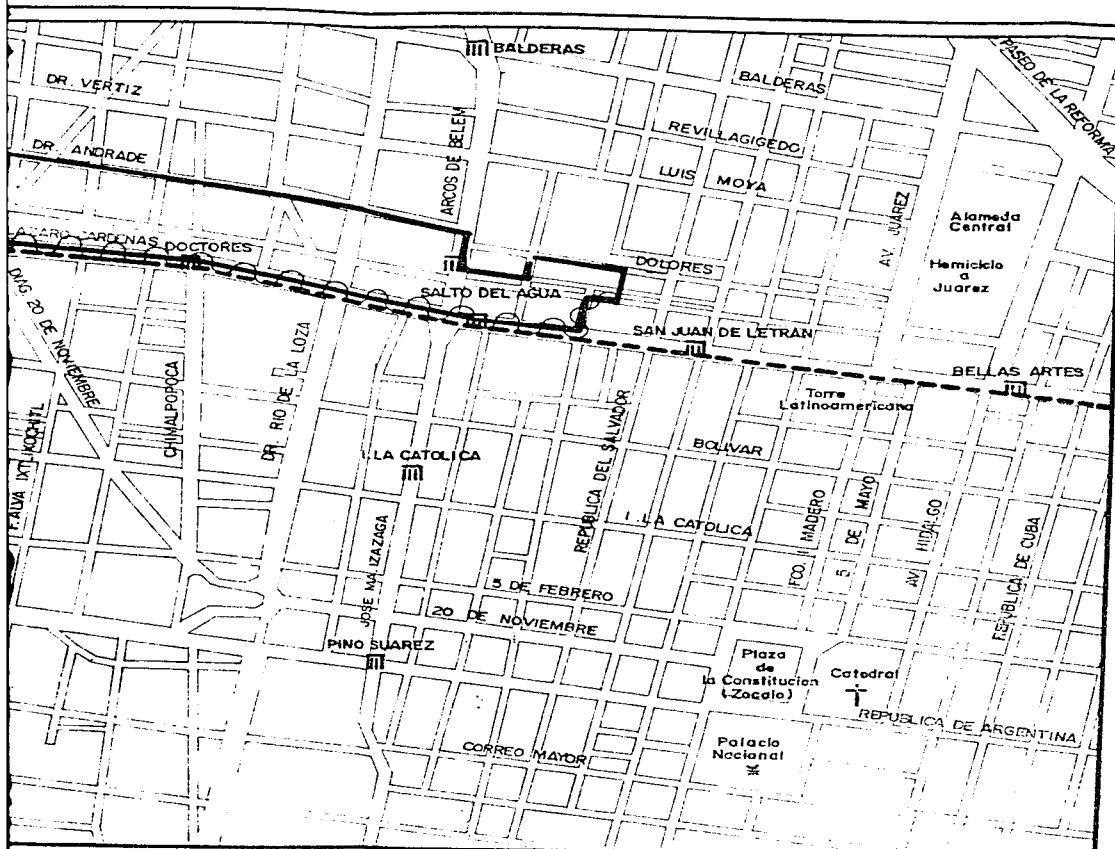 BALDERAS
PASEO DE LA REFORMA
DR. VERTIZ
BALDERAS
REVILLAGIGEDO
DR. ANDRADE
ARCOS DE BELEM
LUIS MOYA
AV. JUAREZ
Alameda
Central
Hemiciclo
a
Juarez
CARDENAS
DOCTORES
DOLORES
SALTO DEL AGUA
DIAG. 20 DE NOVIEMBRE
DR. RIO DE LA LOZA
SAN JUAN DE LETRAN
BELLAS ARTES
Torre
Latinoamericana
CHIMALPOPOCA
REPUBLICA DEL SALVADOR
BOLIVAR
F. ALVA IXTLIXOCHITL
I. LA CATOLICA
I. LA CATOLICA
MADERO
5 DE MAYO
AV. HIDALGO
REPUBLICA DE CUBA
5 DE FEBRERO
20 DE NOVIEMBRE
PINO SUAREZ
Plaza
de
la Constitucion
(Zocalo)
Catedral
REPUBLICA DE ARGENTINA
CORREO MAYOR
Palacio
Nacional